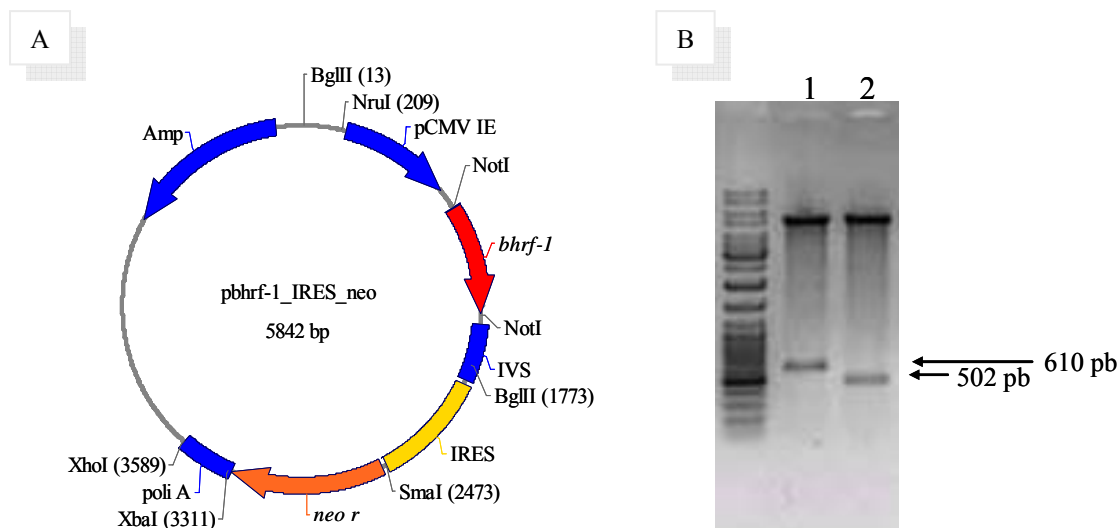 A
BglII (13)
NruI (209)
pCMV IE
Amp
NotI
bhrf-1
pbhrf-1_IRES_neo
5842 bp
NotI
IVS
BglII (1773)
IRES
XhoI (3589)
poli A
SmaI (2473)
XbaI (3311)
neo r
B
1 2
610 pb
502 pb